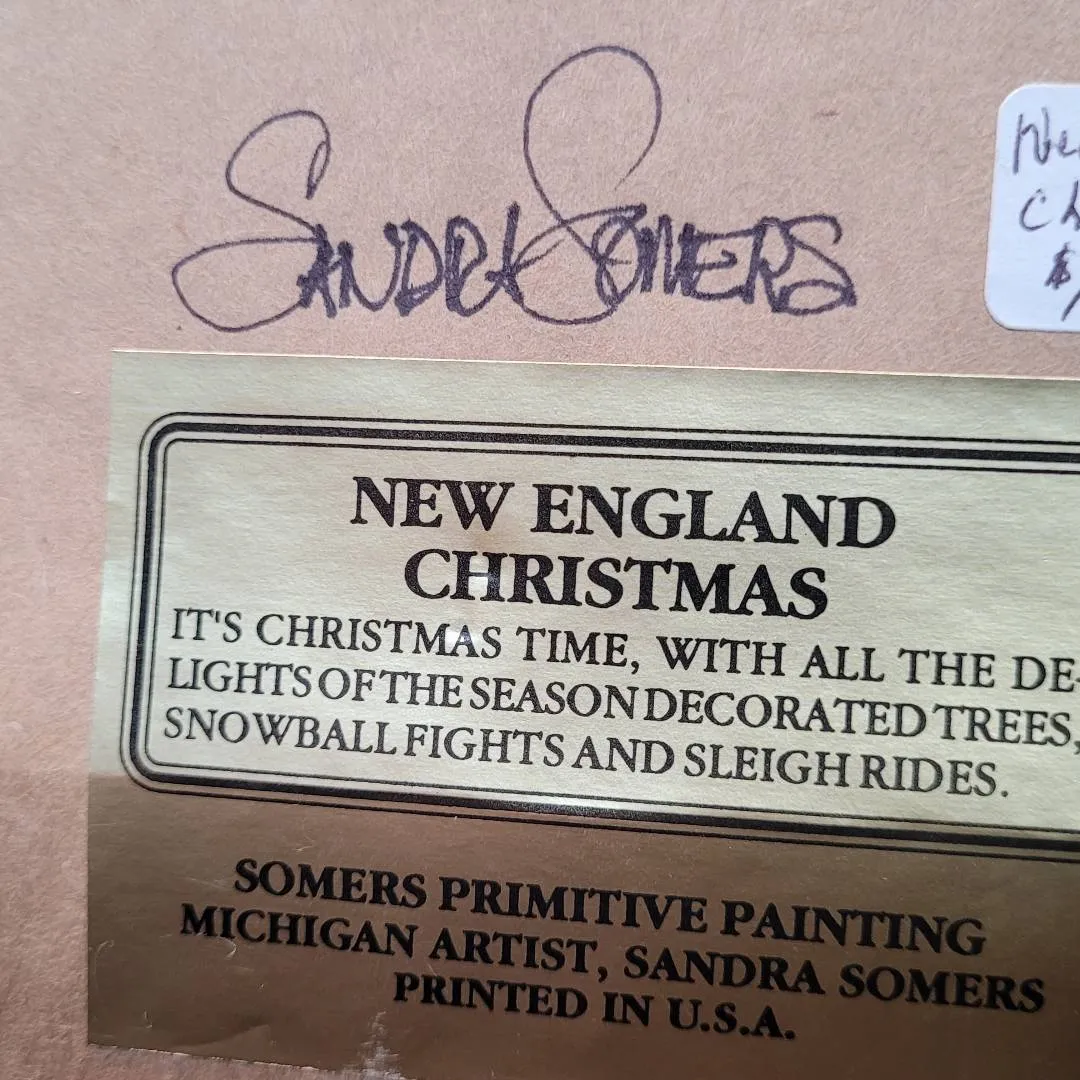 SANDRA SOMERS
$
NEW ENGLAND
CHRISTMAS
IT'S CHRISTMAS TIME, WITH ALL THE DE-
LIGHTS OF THE SEASON DECORATED TREES,
SNOWBALL FIGHTS AND SLEIGH RIDES.
SOMERS PRIMITIVE PAINTING
MICHIGAN ARTIST, SANDRA SOMERS
PRINTED IN U.S.A.